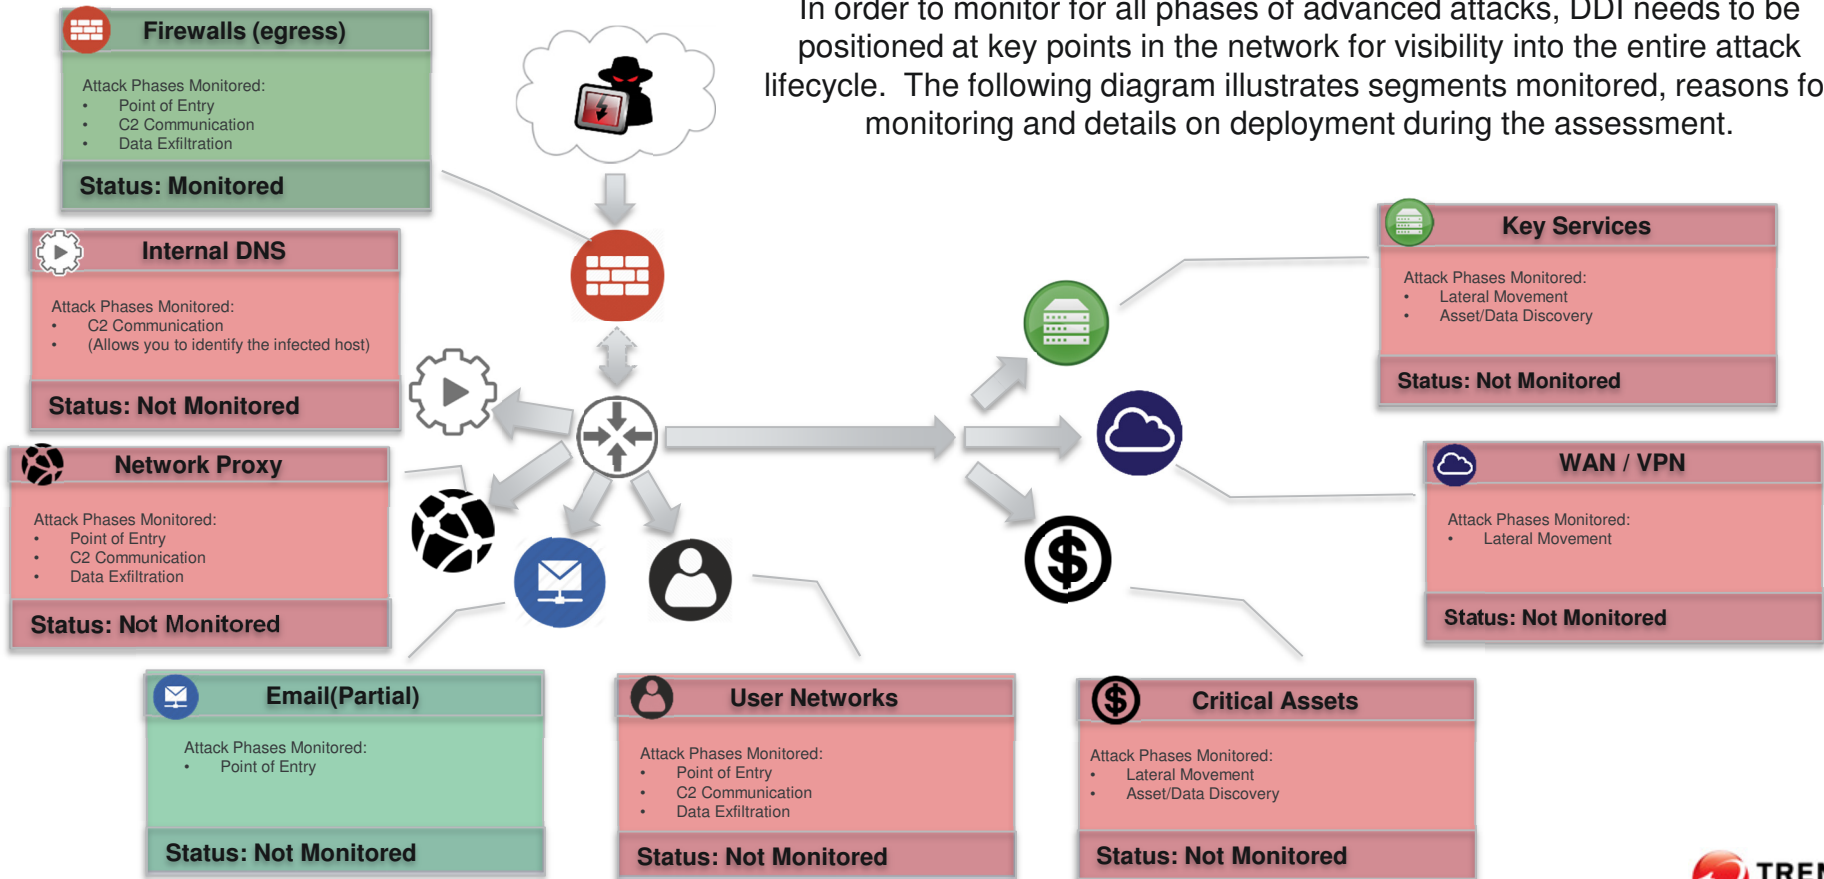 In order to monitor for all phases of advanced attacks, DDI needs to be
positioned at key points in the network for visibility into the entire attack
lifecycle. The following diagram illustrates segments monitored, reasons fo
monitoring and details on deployment during the assessment.
Firewalls (egress)
Attack Phases Monitored:
• Point of Entry
• C2 Communication
• Data Exfiltration
Status: Monitored
Internal DNS
Attack Phases Monitored:
• C2 Communication
• (Allows you to identify the infected host)
Status: Not Monitored
Network Proxy
Attack Phases Monitored:
• Point of Entry
• C2 Communication
• Data Exfiltration
Status: Not Monitored
Email(Partial)
Attack Phases Monitored:
• Point of Entry
Status: Not Monitored
User Networks
Attack Phases Monitored:
• Point of Entry
• C2 Communication
• Data Exfiltration
Status: Not Monitored
Critical Assets
Attack Phases Monitored:
• Lateral Movement
• Asset/Data Discovery
Status: Not Monitored
Key Services
Attack Phases Monitored:
• Lateral Movement
• Asset/Data Discovery
Status: Not Monitored
WAN / VPN
Attack Phases Monitored:
• Lateral Movement
Status: Not Monitored
TREN